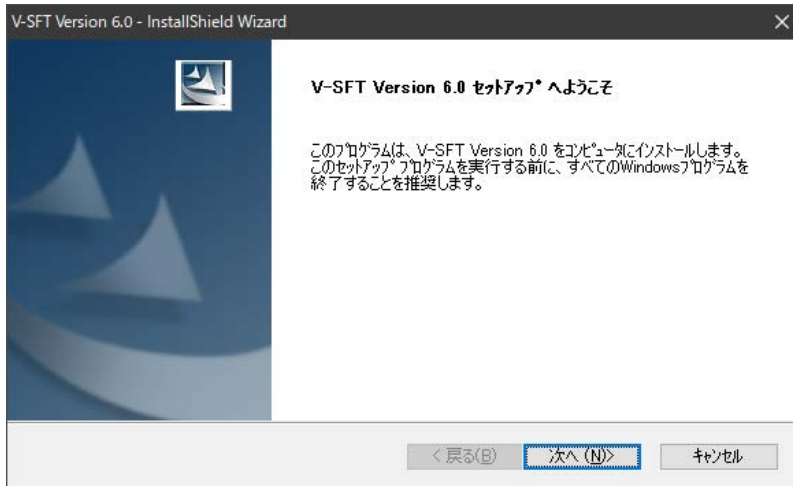 V-SFT Version 6.0 - InstallShield Wizard
V-SFT Version 6.0 ｾｯﾄｱｯﾌﾟ へようこそ
このﾌﾟﾛｸﾞﾗﾑは、V-SFT Version 6.0 をｺﾝﾋﾟｭｰﾀにｲﾝｽﾄｰﾙします。
このｾｯﾄｱｯﾌﾟ ﾌﾟﾛｸﾞﾗﾑを実行する前に、すべてのWindowsﾌﾟﾛｸﾞﾗﾑを
終了することを推奨します。
< 戻る(B)
次へ (N)>
ｷｬﾝｾﾙ